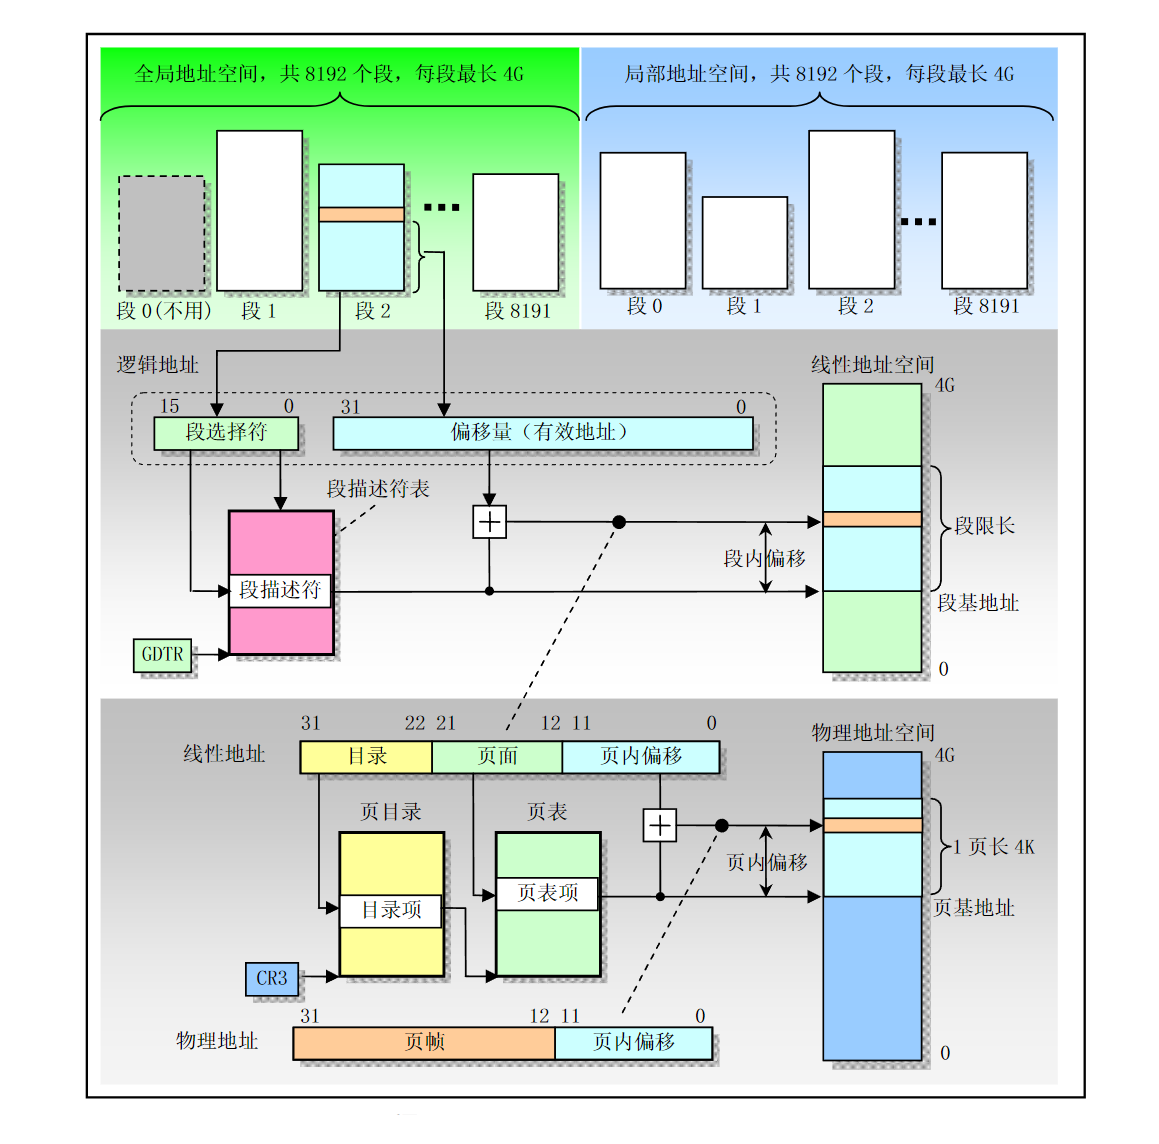 全局地址空间，共 8192 个段，每段最长 4G
局部地址空间，共 8192 个段，每段最长 4G
段 0(不用)
段 1
段 2
段 8191
段 0
段 1
段 2
段 8191
逻辑地址
线性地址空间
4G
15
0
31
0
段选择符
偏移量（有效地址）
段描述符表
段限长
段内偏移
段描述符
段基地址
GDTR
0
31
22
21
12
11
0
物理地址空间
线性地址
目录
页面
页内偏移
4G
页目录
页表
1 页长 4K
页内偏移
页表项
目录项
页基地址
CR3
31
12
11
0
物理地址
页帧
页内偏移
0